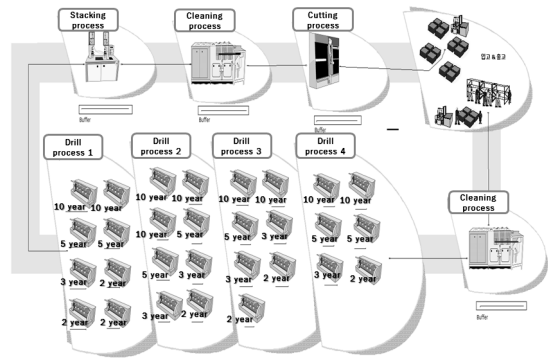 Stacking
process
Cleaning
process
Cutting
process
입고 & 출고
Buffer
Buffer
Buffer
Drill
process 1
10 year 10 year
5 year 5 year
3 year 2 year
2 year 2 year
Drill
process 2
10 year 10 year
10 year 5 year
5 year 3 year
3 year 2 year
Drill
process 3
10 year 10 year
5 year 3 year
3 year 2 year
2 year
Drill
process 4
10 year 10 year
5 year 5 year
3 year 2 year
Cleaning
process
Buffer